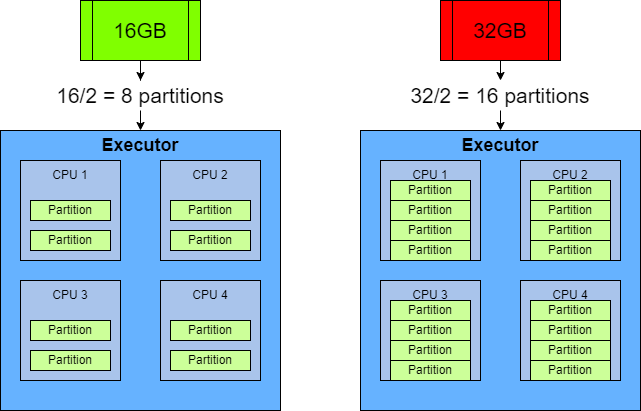 16GB
16/2 = 8 partitions
Executor
CPU 1
Partition
Partition
CPU 2
Partition
Partition
CPU 3
Partition
Partition
CPU 4
Partition
Partition
32GB
32/2 = 16 partitions
Executor
CPU 1
Partition
Partition
Partition
Partition
CPU 2
Partition
Partition
Partition
Partition
CPU 3
Partition
Partition
Partition
Partition
CPU 4
Partition
Partition
Partition
Partition